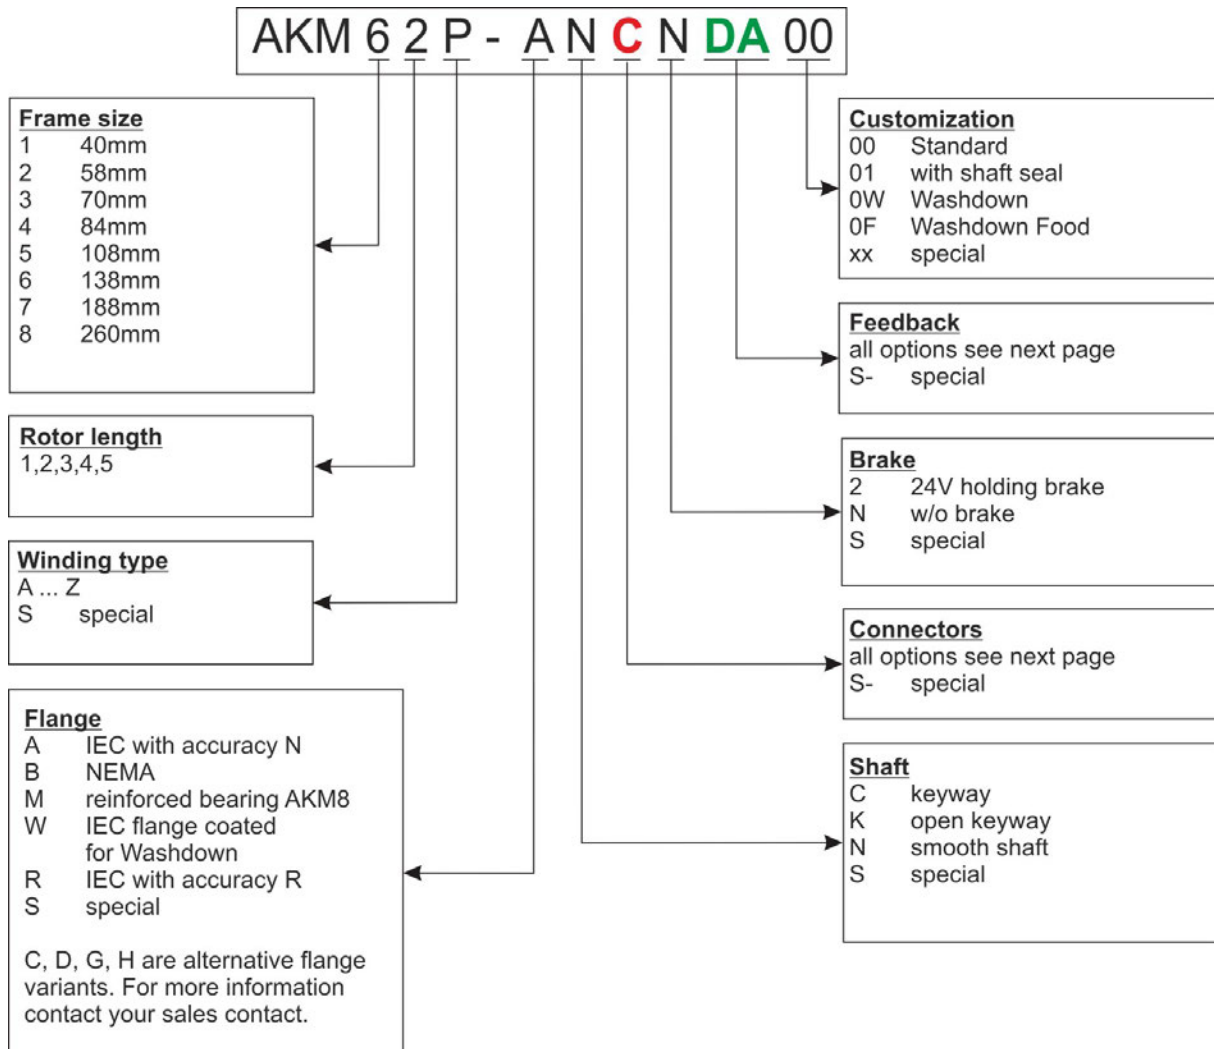 AKM 6 2 P - A N C N DA 00
Frame size
1 40mm
2 58mm
3 70mm
4 84mm
5 108mm
6 138mm
7 188mm
8 260mm
Rotor length
1,2,3,4,5
Winding type
A ... Z
S special
Flange
A IEC with accuracy N
B NEMA
M reinforced bearing AKM8
W IEC flange coated
for Washdown
R IEC with accuracy R
S special
C, D, G, H are alternative flange
variants. For more information
contact your sales contact.
Customization
00 Standard
01 with shaft seal
0W Washdown
0F Washdown Food
xx special
Feedback
all options see next page
S- special
Brake
2 24V holding brake
N w/o brake
S special
Connectors
all options see next page
S- special
Shaft
C keyway
K open keyway
N smooth shaft
S special